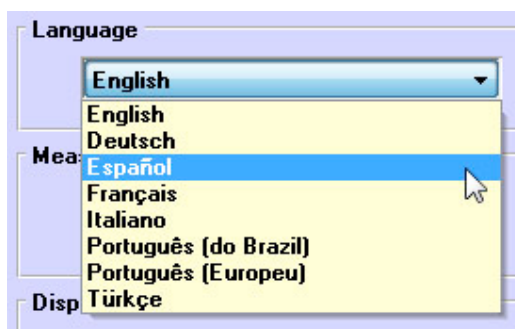 Language
English
English
Deutsch
Español
Français
Italiano
Português (do Brazil)
Português (Europeu)
Türkçe